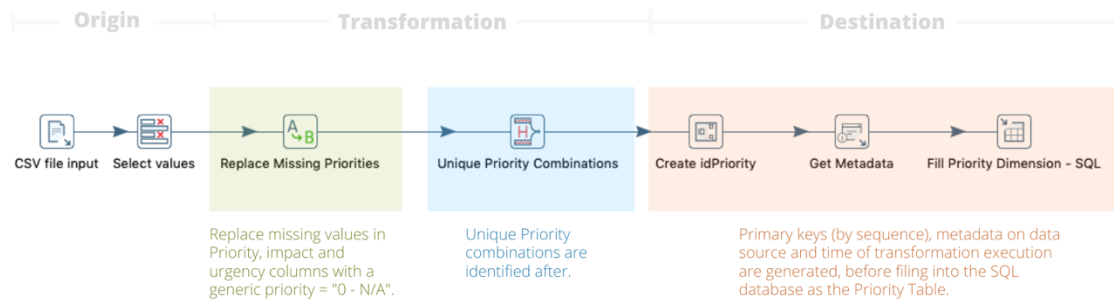 Origin
Transformation
Destination
A
B
H
CSV file input
Select values
Replace Missing Priorities
Unique Priority Combinations
Create idPriority
Get Metadata
Fill Priority Dimension - SQL
Replace missing values in
Priority, impact and
urgency columns with a
generic priority = "0 - N/A".
Unique Priority
combinations are
identified after.
Primary keys (by sequence), metadata on data
source and time of transformation execution
are generated, before filing into the SQL
database as the Priority Table.